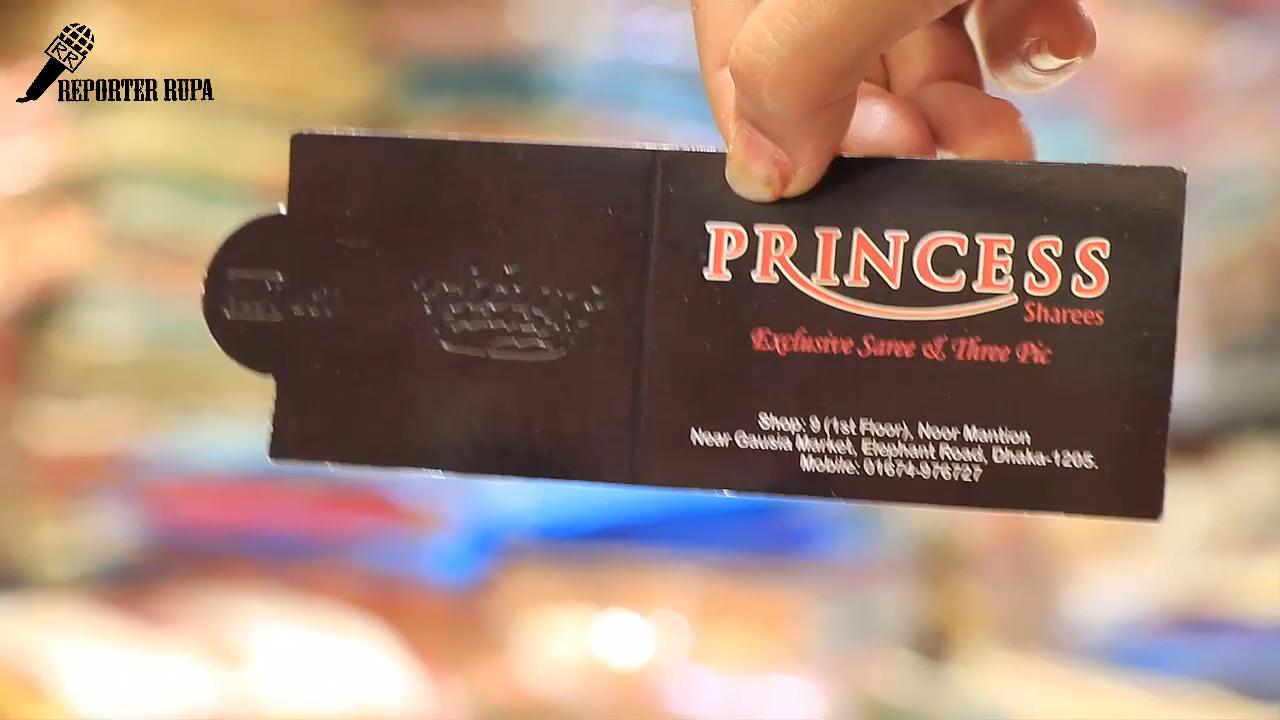 RR
REPORTER RUPA
PRINCESS
Sharees
Exclusive Saree & Three Pic
Shop: 9 (1st Floor), Noor Mantion
Near Gausia Market, Elephant Road, Dhaka-1205.
Mobile: 01674-976727